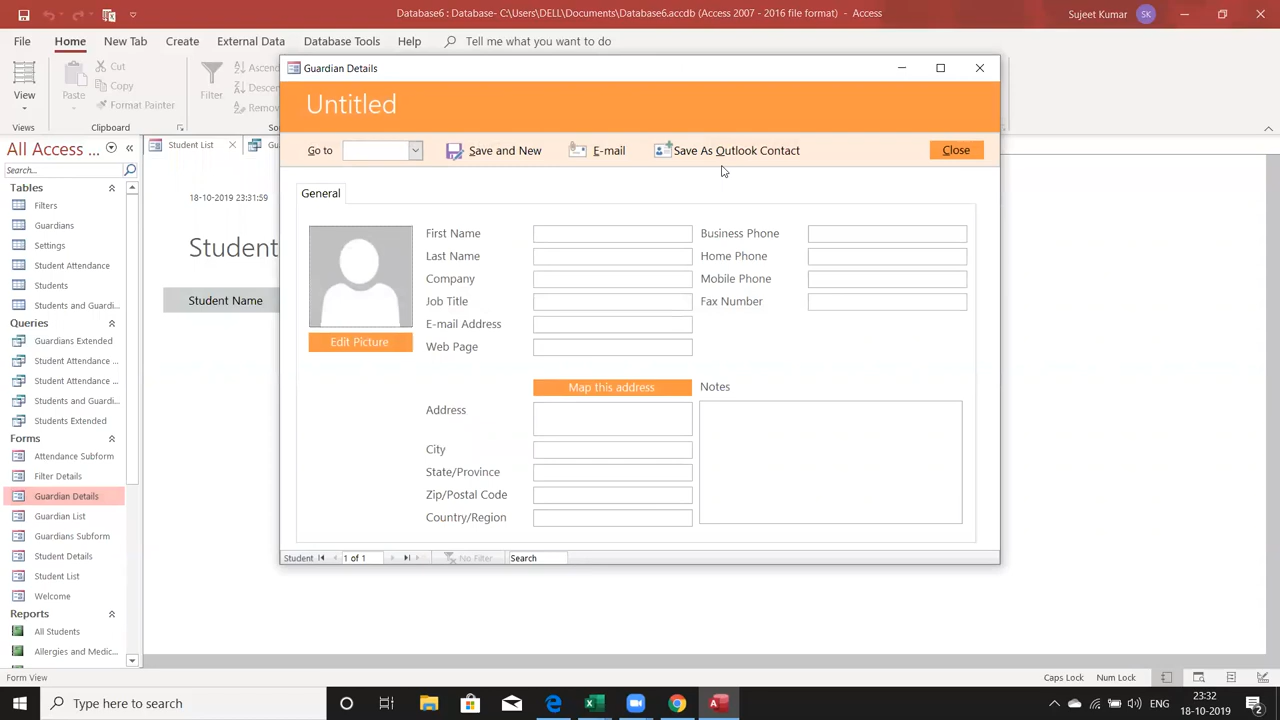 Database6 : Database- C:\Users\DELL\Documents\Database6.accdb (Access 2007 - 2016 file format) - Access
Sujeet Kumar SK
File Home New Tab Create External Data Database Tools Help Tell me what you want to do
View
Views
Paste
Cut
Copy
Format Painter
Clipboard
Filter
Ascen
Descen
Remov
So
Guardian Details
Untitled
Go to Save and New E-mail Save As Outlook Contact Close
General
First Name
Last Name
Company
Job Title
E-mail Address
Web Page
Business Phone
Home Phone
Mobile Phone
Fax Number
Edit Picture
Map this address
Notes
Address
City
State/Province
Zip/Postal Code
Country/Region
Student 1 of 1 No Filter Search
All Access ...
Search...
Tables
Filters
Guardians
Settings
Student Attendance
Students
Students and Guardi...
Queries
Guardians Extended
Student Attendance ...
Student Attendance ...
Students and Guardi...
Students Extended
Forms
Attendance Subform
Filter Details
Guardian Details
Guardian List
Guardians Subform
Student Details
Student List
Welcome
Reports
All Students
Allergies and Medic...
Student List Gu
18-10-2019 23:31:59
Student
Student Name
Form View Caps Lock Num Lock
Type here to search
ENG
23:32
18-10-2019
2